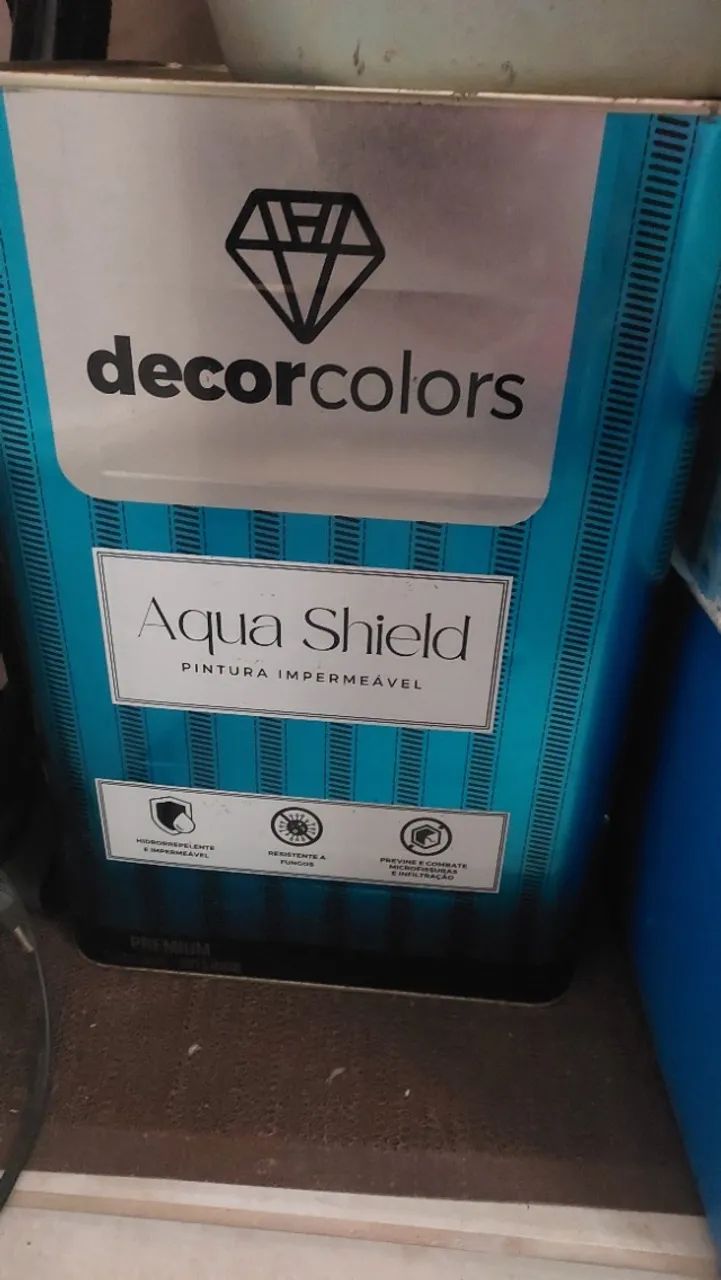 decorcolors
Aqua Shield
PINTURA IMPERMEÁVEL
HIDRORREPELENTE
E IMPERMEÁVEL
RESISTENTE A
FUNGOS
PREVINE E COMBATE
MICROFISSURAS
E INFILTRAÇÃO
PREMIUM